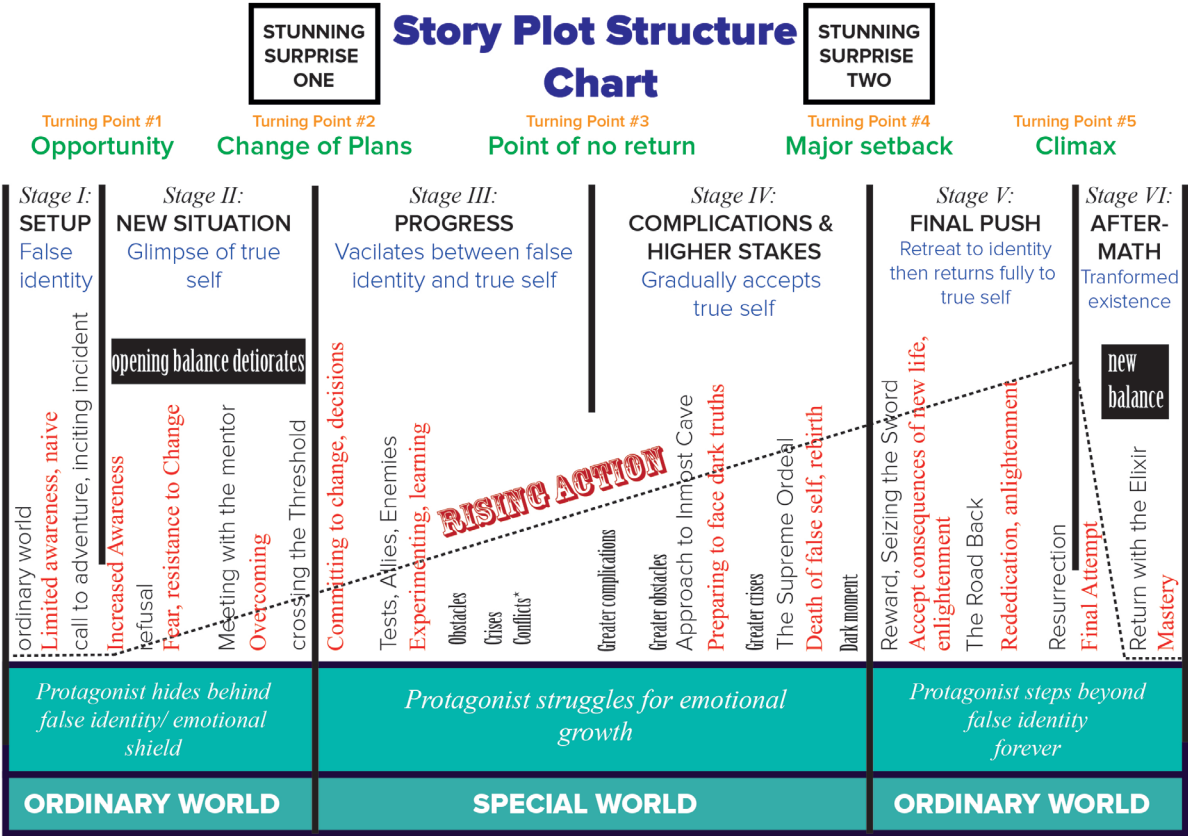 STUNNING
SURPRISE
ONE
Story Plot Structure
Chart
STUNNING
SURPRISE
TWO
Turning Point #1
Opportunity
Turning Point #2
Change of Plans
Turning Point #3
Point of no return
Turning Point #4
Major setback
Turning Point #5
Climax
Stage I:
SETUP
False
identity
Stage II:
NEW SITUATION
Glimpse of true
self
Stage III:
PROGRESS
Vacilates between false
identity and true self
Stage IV:
COMPLICATIONS &
HIGHER STAKES
Gradually accepts
true self
Stage V:
FINAL PUSH
Retreat to identity
then returns fully to
true self
Stage VI:
AFTER-
MATH
Tranformed
existence
ordinary world
Limited awareness, naive
call to adventure, inciting incident
opening balance detiorates
Increased Awareness
refusal
Fear, resistance to Change
Meeting with the mentor
Overcoming
crossing the Threshold
Committing to change, decisions
Tests, Allies, Enemies
Experimenting, learning
Obstacles
Crises
Conflicts*
RISING ACTION
Greater complications
Greater obstacles
Approach to Inmost Cave
Preparing to face dark truths
Greater crises
The Supreme Ordeal
Death of false self, rebirth
Dark moment
Reward, Seizing the Sword
Accept consequences of new life,
enlightenment
The Road Back
Rededication, anlightenment
Resurrection
Final Attempt
new
balance
Return with the Elixir
Mastery
Protagonist hides behind
false identity/ emotional
shield
Protagonist struggles for emotional
growth
Protagonist steps beyond
false identity
forever
ORDINARY WORLD
SPECIAL WORLD
ORDINARY WORLD